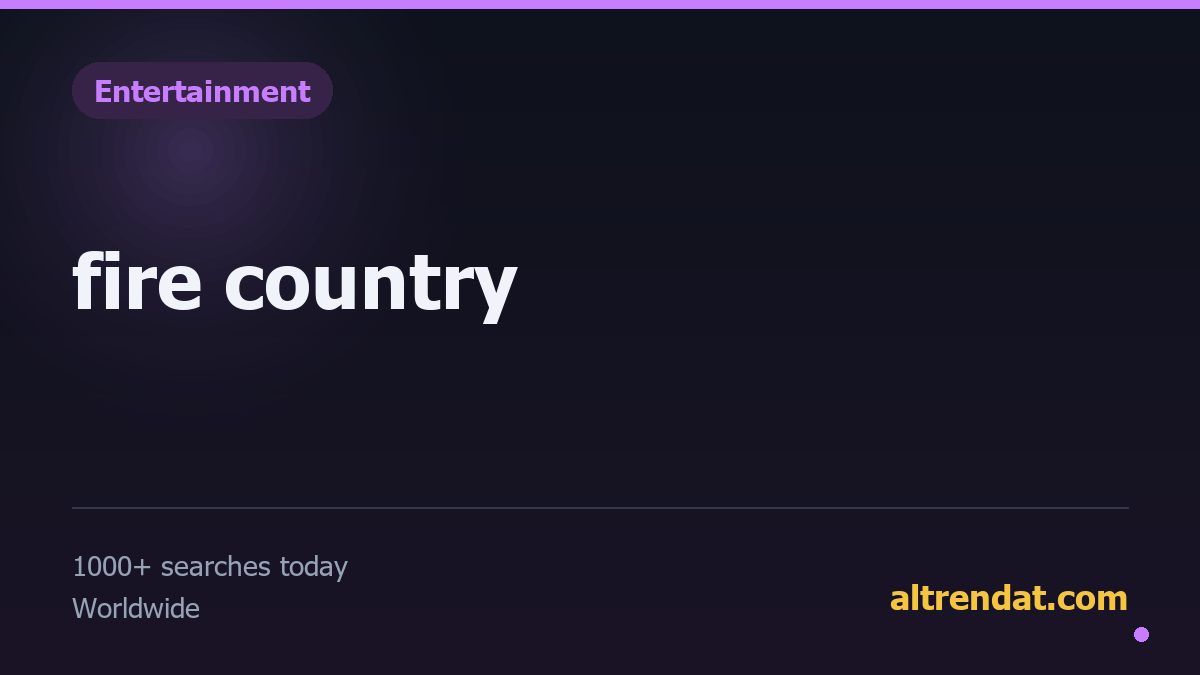 Entertainment
fire country
1000+ searches today
Worldwide
altrendat.com